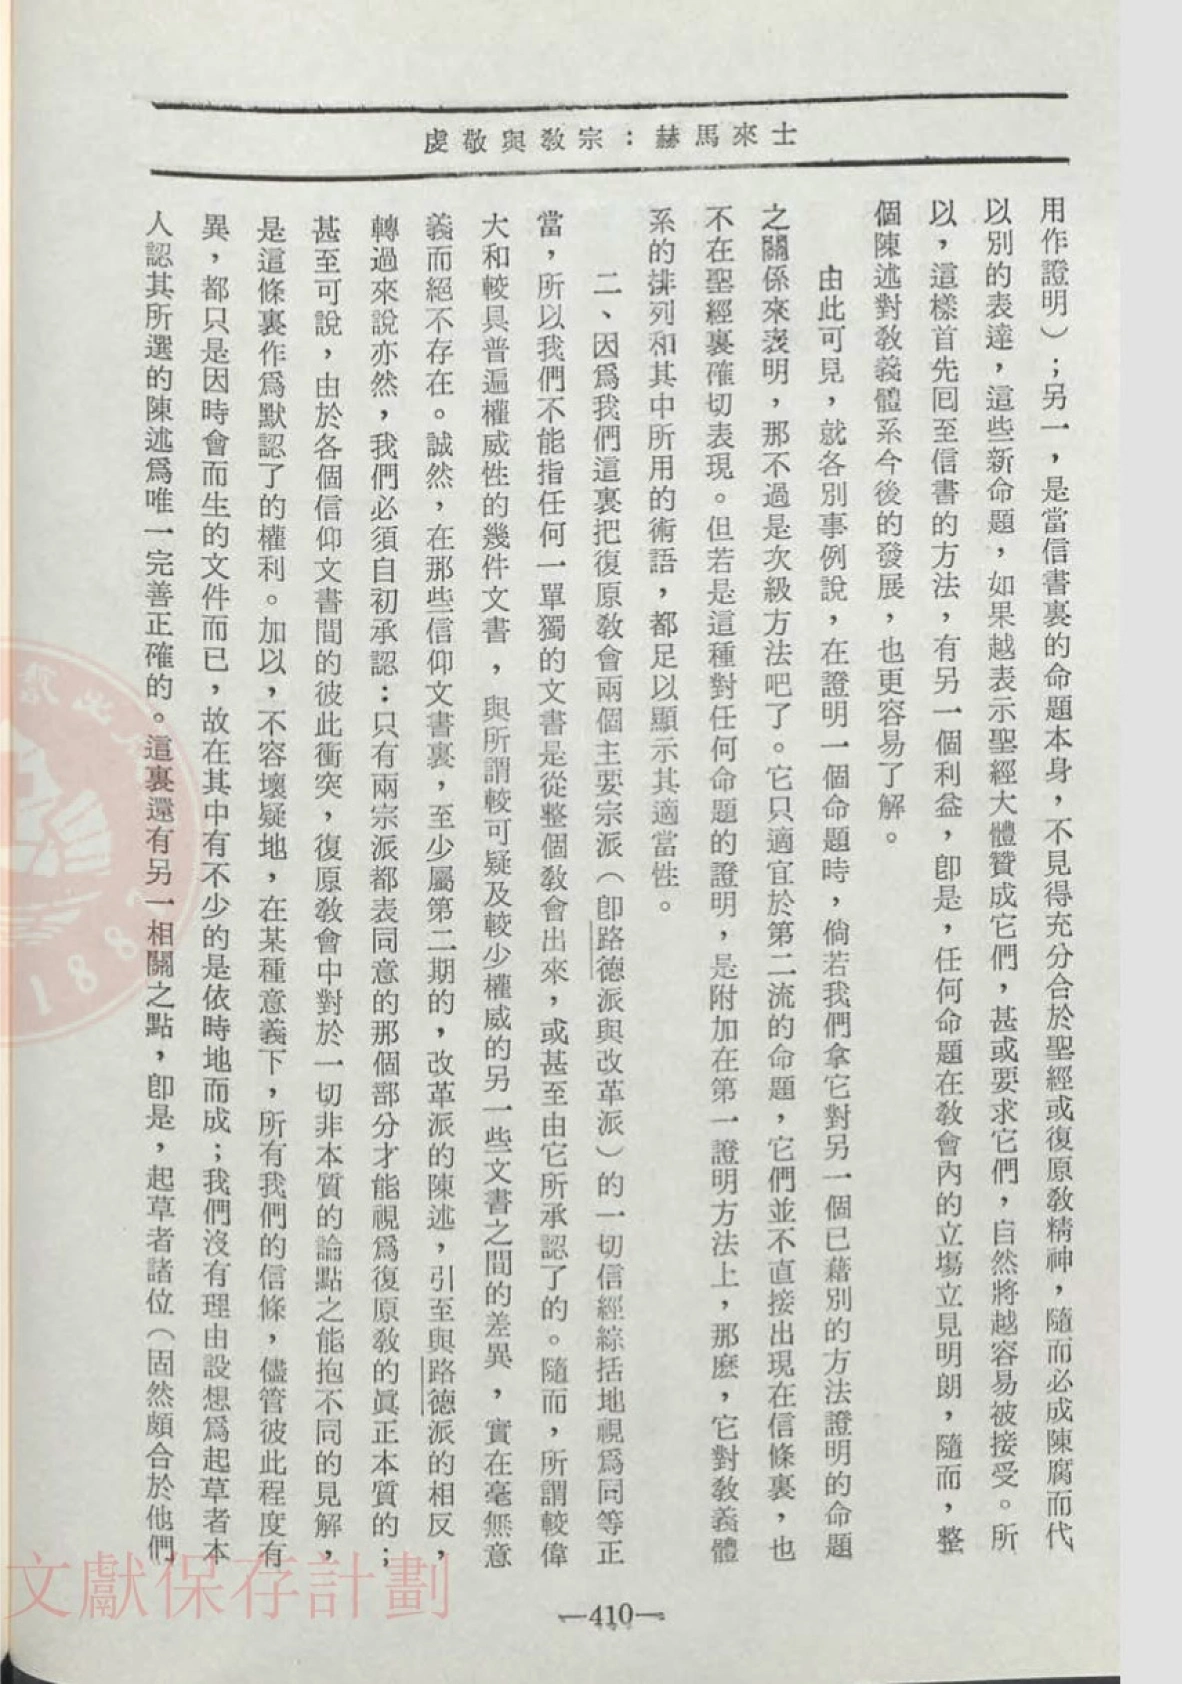 士來馬赫：宗教與敬虔
用作證明）；另一，是當信書裏的命題本身，不見得充分合於聖經或復原教精神，隨而必成陳腐而代
以別的表達，這些新命題，如果越表示聖經大體贊成它們，甚或要求它們，自然將越容易被接受。所
以，這樣首先回至信書的方法，有另一個利益，卽是，任何命題在教會內的立場立見明朗，隨而，整
個陳述對教義體系今後的發展，也更容易了解。
由此可見，就各別事例說，在證明一個命題時，倘若我們拿它對另一個已藉別的方法證明的命題
之關係來表明，那不過是次級方法吧了。它只適宜於第二流的命題，它們並不直接出現在信條裏，也
不在聖經裏確切表現。但若是這種對任何命題的證明，是附加在第一證明方法上，那麽，它對教義體
系的排列和其中所用的術語，都足以顯示其適當性。
二、因爲我們這裏把復原教會兩個主要宗派（卽路德派與改革派）的一切信經綜括地視爲同等正
當，所以我們不能指任何一單獨的文書是從整個教會出來，或甚至由它所承認了的。隨而，所謂較偉
大和較具普遍權威性的幾件文書，與所謂較可疑及較少權威的另一些文書之間的差異，實在毫無意
義而絕不存在。誠然，在那些信仰文書裏，至少屬第二期的，改革派的陳述，引至與路德派的相反，
轉過來說亦然，我們必須自初承認：只有兩宗派都表同意的那個部分才能視爲復原教的眞正本質的；
甚至可說，由於各個信仰文書間的彼此衝突，復原教會中對於一切非本質的論點之能抱不同的見解，
是這條裏作爲默認了的權利。加以，不容壞疑地，在某種意義下，所有我們的信條，儘管彼此程度有
異，都只是因時會而生的文件而已，故在其中有不少的是依時地而成；我們沒有理由設想爲起草者本
人認其所選的陳述爲唯一完善正確的。這裏還有另一相關之點，卽是，起草者諸位（固然頗合於他們
—410—
文獻保存計劃
188